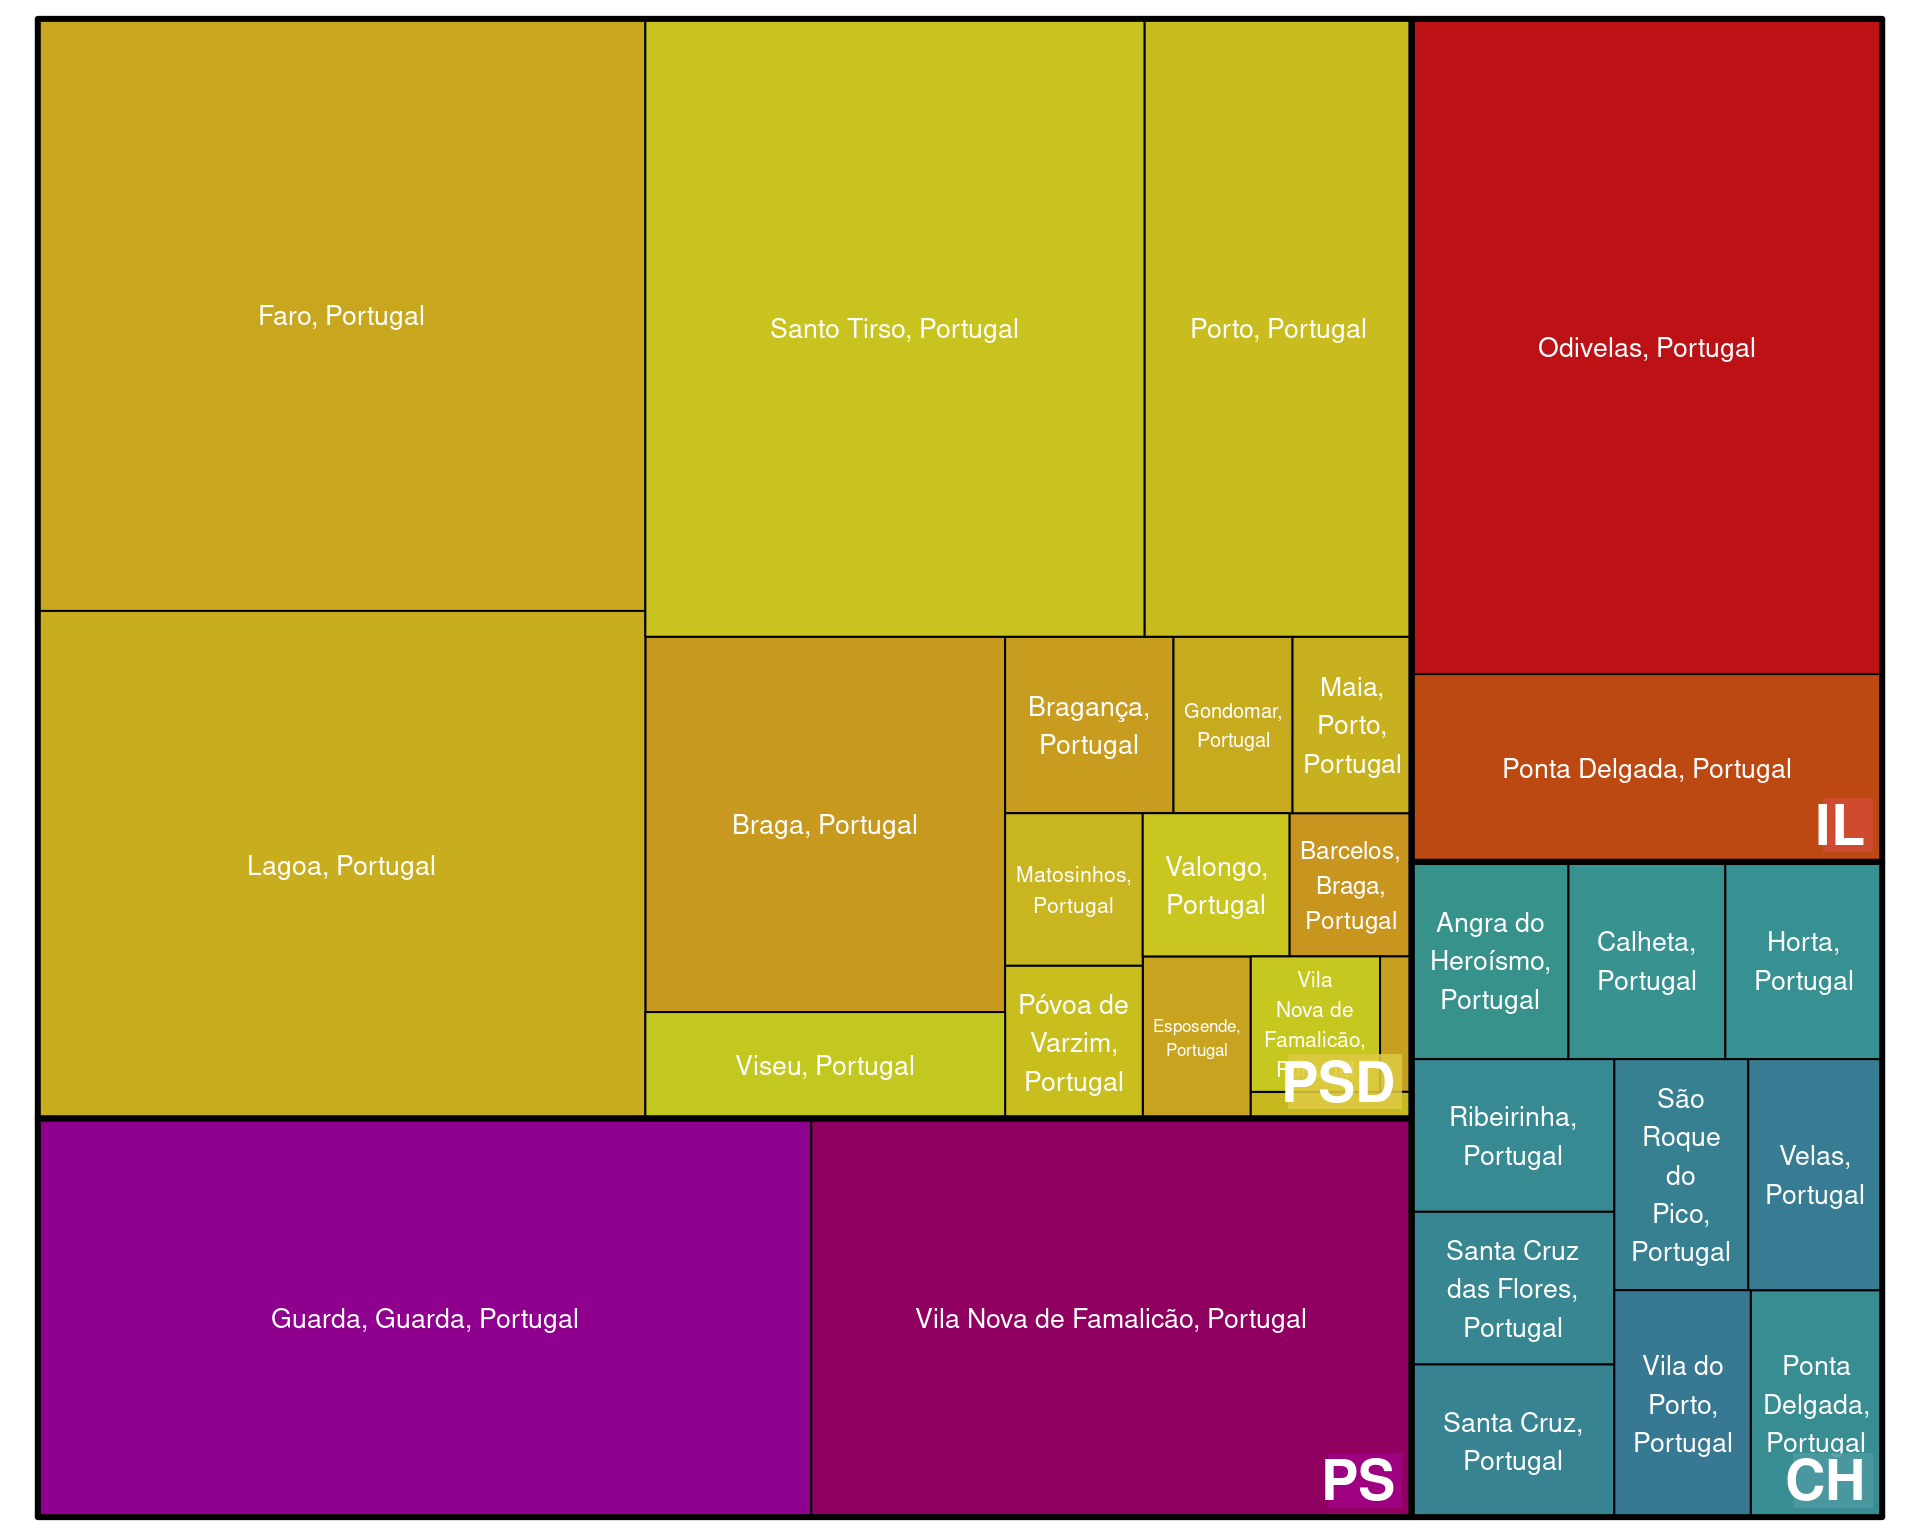 Faro, Portugal
Lagoa, Portugal
Santo Tirso, Portugal
Porto, Portugal
Braga, Portugal
Viseu, Portugal
Bragança,
Portugal
Gondomar,
Portugal
Maia,
Porto,
Portugal
Matosinhos,
Portugal
Valongo,
Portugal
Barcelos,
Braga,
Portugal
Póvoa de
Varzim,
Portugal
Esposende,
Portugal
Vila
Nova de
Famalicão,
PSD
Guarda, Guarda, Portugal
Vila Nova de Famalicão, Portugal
PS
Odivelas, Portugal
Ponta Delgada, Portugal
IL
Angra do
Heroísmo,
Portugal
Calheta,
Portugal
Horta,
Portugal
Ribeirinha,
Portugal
São
Roque
do
Pico,
Portugal
Velas,
Portugal
Santa Cruz
das Flores,
Portugal
Santa Cruz,
Portugal
Vila do
Porto,
Portugal
Ponta
Delgada,
Portugal
CH